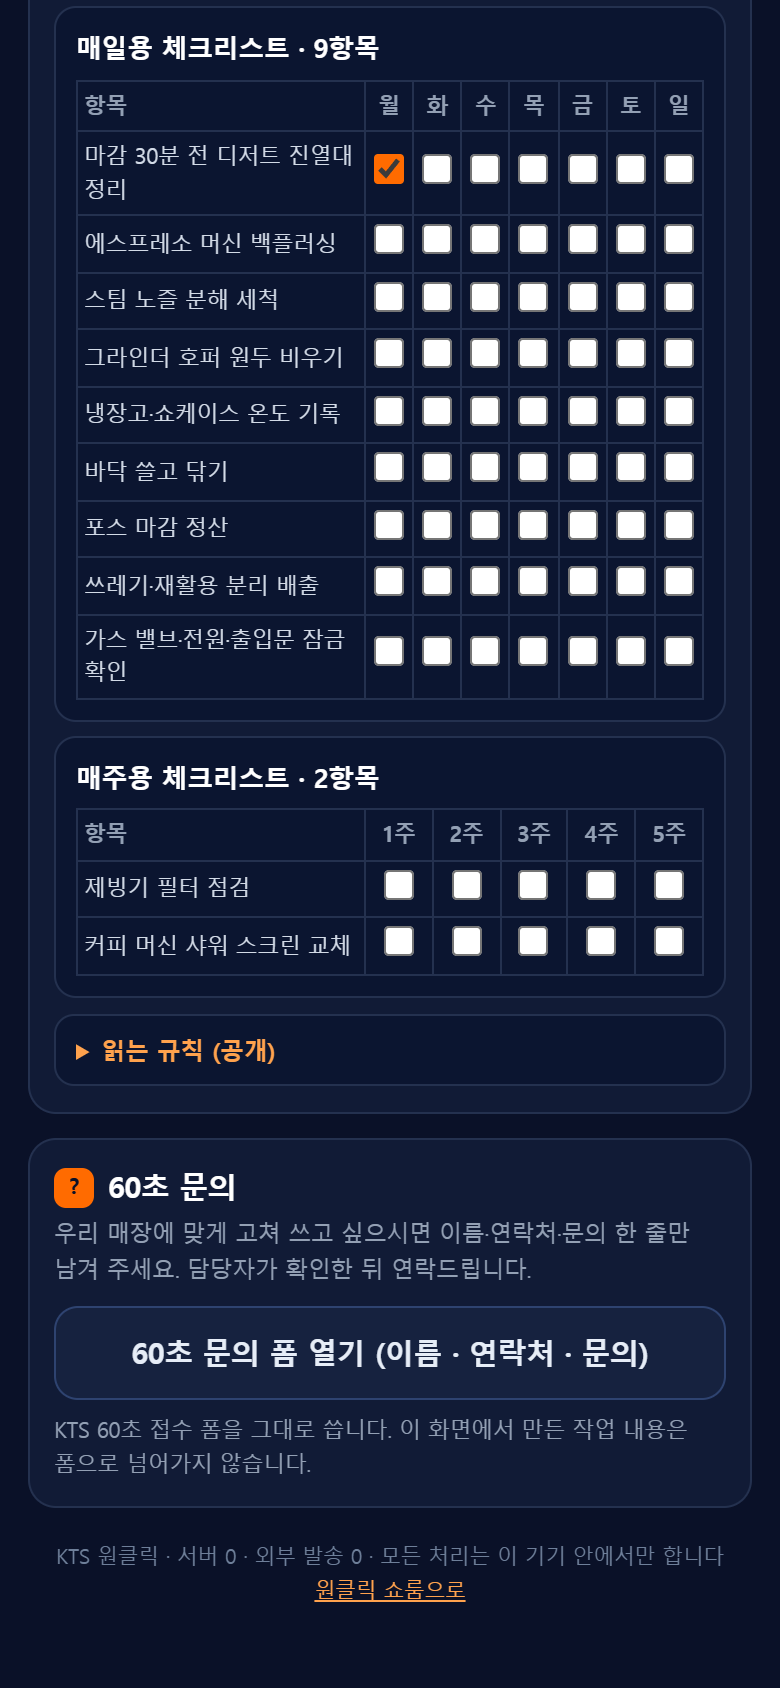 매일용 체크리스트 · 9항목
항목 월 화 수 목 금 토 일
마감 30분 전 디저트 진열대
정리
에스프레소 머신 백플러싱
스팀 노즐 분해 세척
그라인더 호퍼 원두 비우기
냉장고·쇼케이스 온도 기록
바닥 쓸고 닦기
포스 마감 정산
쓰레기·재활용 분리 배출
가스 밸브·전원·출입문 잠금
확인
매주용 체크리스트 · 2항목
항목 1주 2주 3주 4주 5주
제빙기 필터 점검
커피 머신 샤워 스크린 교체
▶ 읽는 규칙 (공개)
? 60초 문의
우리 매장에 맞게 고쳐 쓰고 싶으시면 이름·연락처·문의 한 줄만
남겨 주세요. 담당자가 확인한 뒤 연락드립니다.
60초 문의 폼 열기 (이름 · 연락처 · 문의)
KTS 60초 접수 폼을 그대로 씁니다. 이 화면에서 만든 작업 내용은
폼으로 넘어가지 않습니다.
KTS 원클릭 · 서버 0 · 외부 발송 0 · 모든 처리는 이 기기 안에서만 합니다
원클릭 쇼룸으로